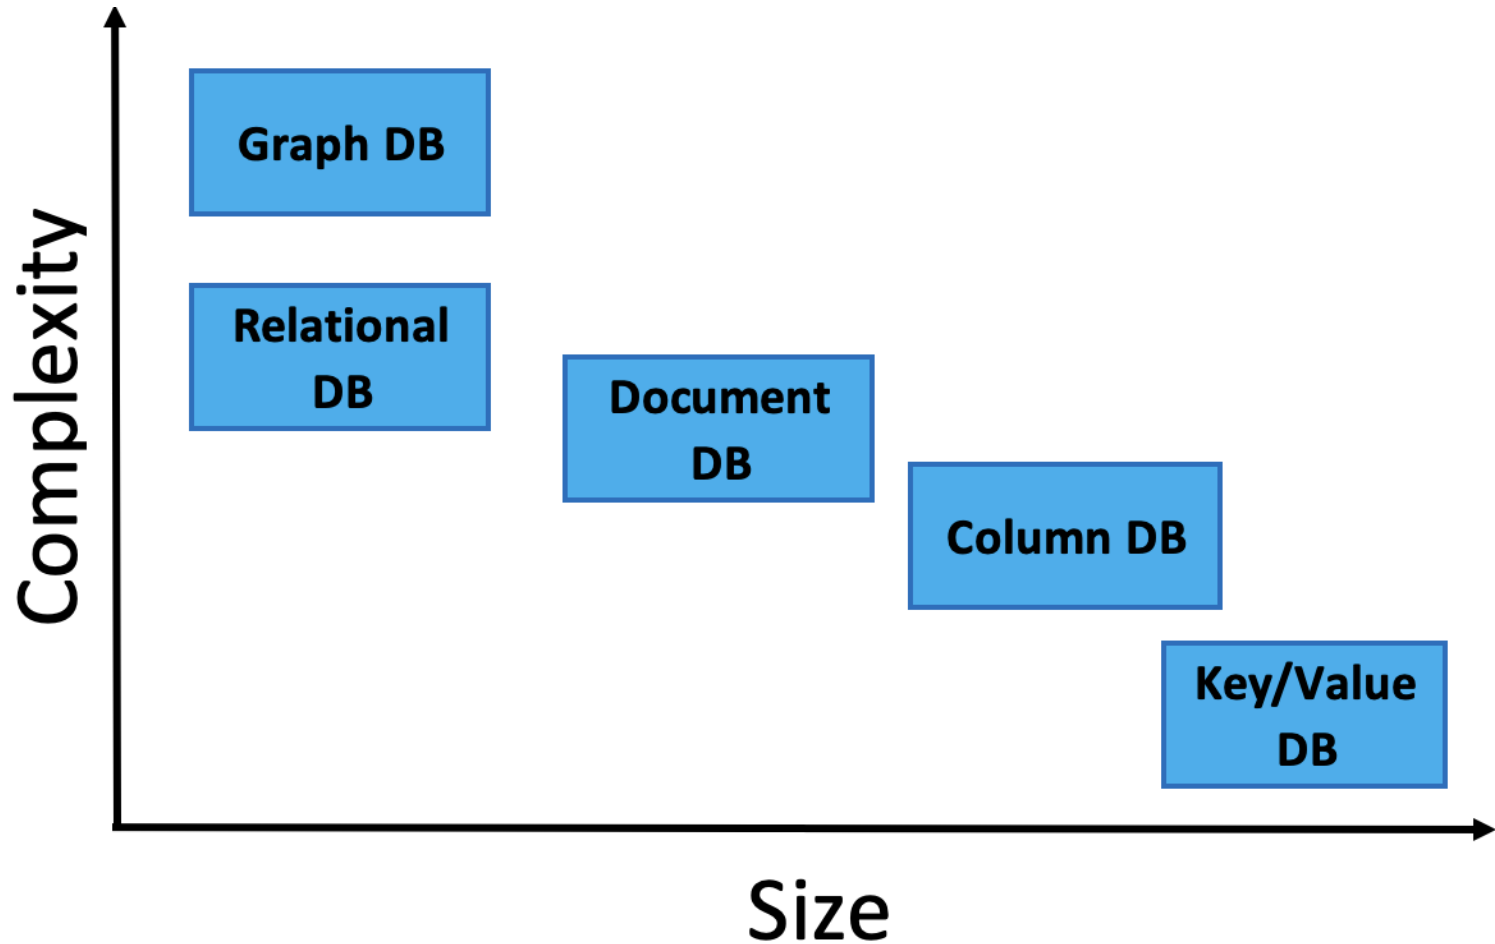 Complexity
Graph DB
Relational
DB
Document
DB
Column DB
Key/Value
DB
Size